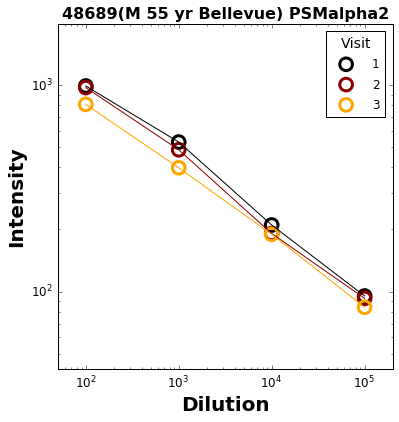 48689(M 55 yr Bellevue) PSMalpha2
Visit
1
2
3
Intensity
10³
10²
10² 10³ 10⁴ 10⁵
Dilution